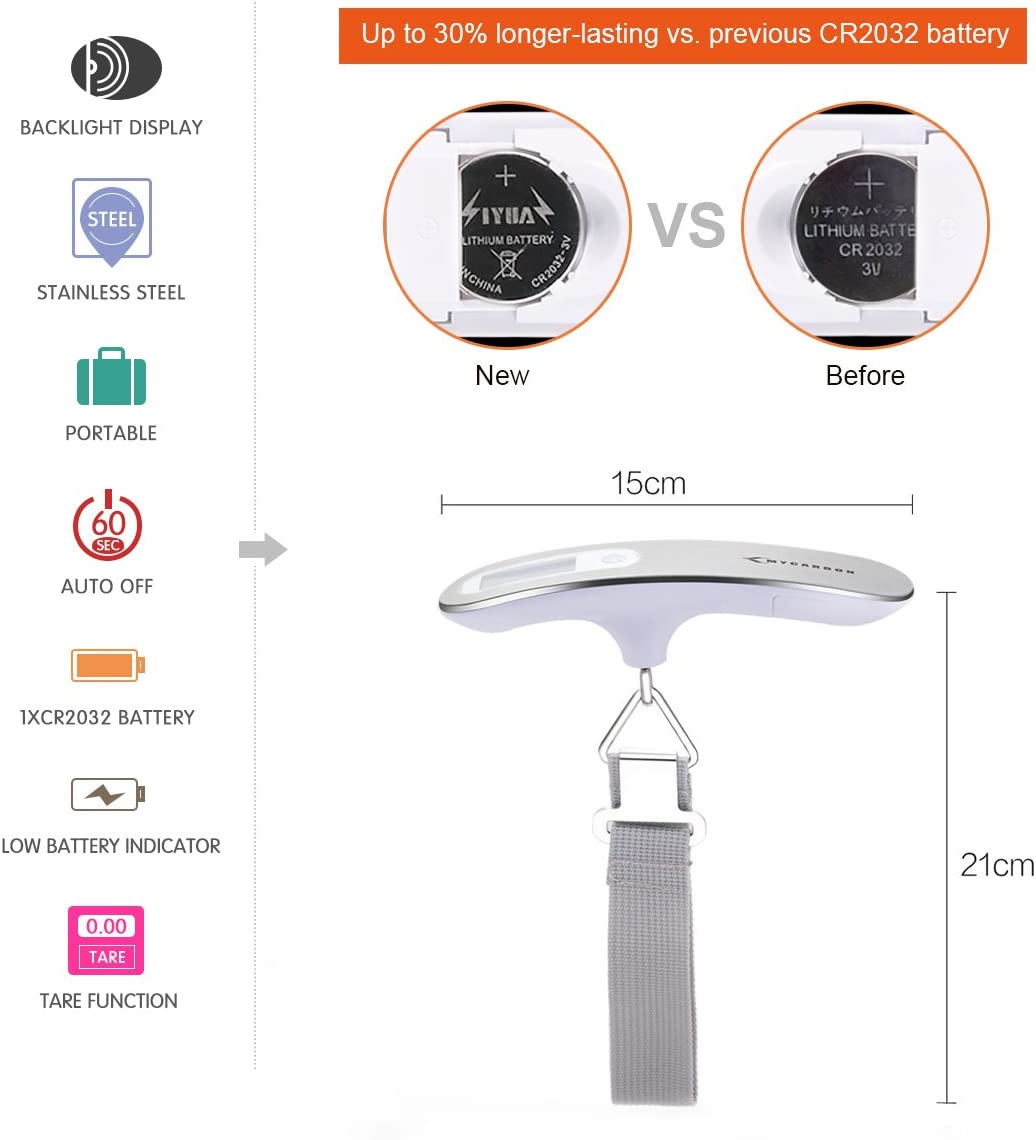 Up to 30% longer-lasting vs. previous CR2032 battery
BACKLIGHT DISPLAY
STEEL
STAINLESS STEEL
PORTABLE
60
SEC
AUTO OFF
1XCR2032 BATTERY
LOW BATTERY INDICATOR
0.00
TARE
TARE FUNCTION
+
IYUA
LITHIUM BATTERY
CR2032-3V
N CHINA
VS
+
リチウムバッテリ
LITHIUM BATTE
CR 2032
3V
New
Before
15cm
MYCARBON
21cm